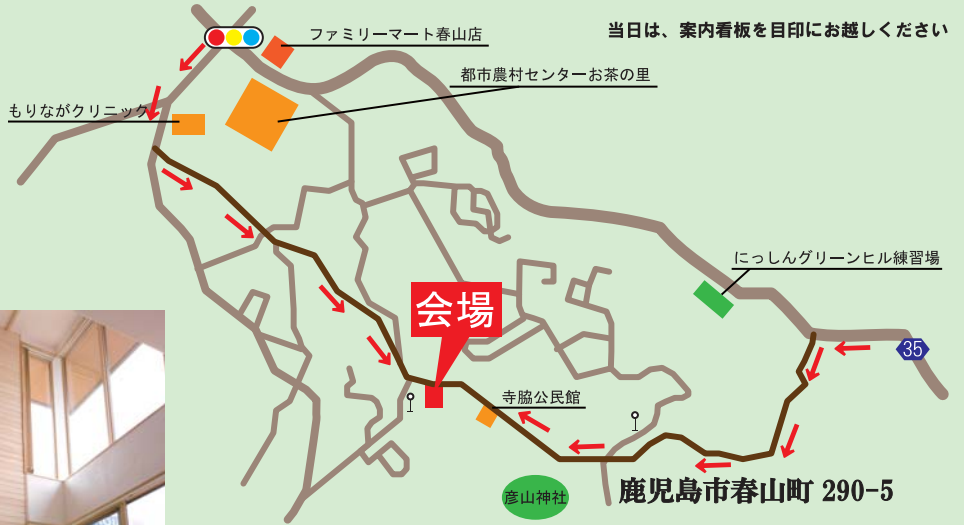 ファミリーマート春山店
当日は、案内看板を目印にお越しください
都市農村センターお茶の里
もりながクリニック
にっしんグリーンヒル練習場
会場
35
寺脇公民館
彦山神社
鹿児島市春山町 290-5